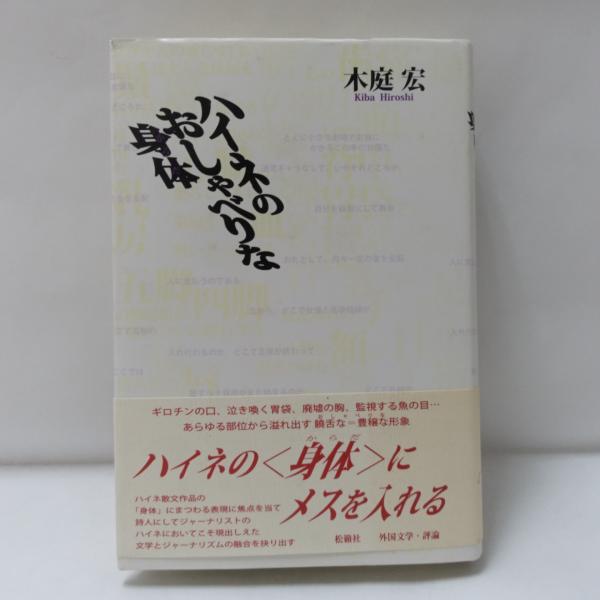 木庭 宏
Kiba Hiroshi
ハイネの
おしゃべりな
身体
ギロチンの口、泣き喚く胃袋、廃墟の胸、監視する魚の目…
あらゆる部位から溢れ出す饒舌な=豊穣な形象
ハイネの〈身体〉に
メスを入れる
ハイネ散文作品の
「身体」にまつわる表現に焦点を当て
詩人にしてジャーナリストの
ハイネにおいてこそ現出しえた
文学とジャーナリズムの融合を抉り出す
松籟社 外国文学・評論